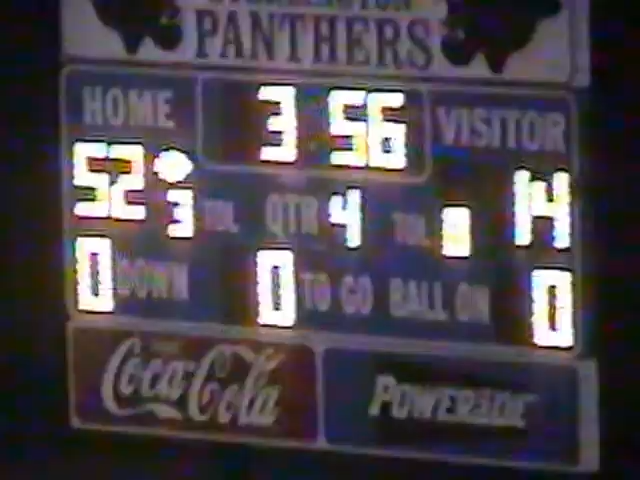 PANTHERS
HOME 3 56 VISITOR
52 3 TOL QTR 4 TOL 0 14
0 DOWN 0 TO GO BALL ON 0
Coca-Cola POWERADE